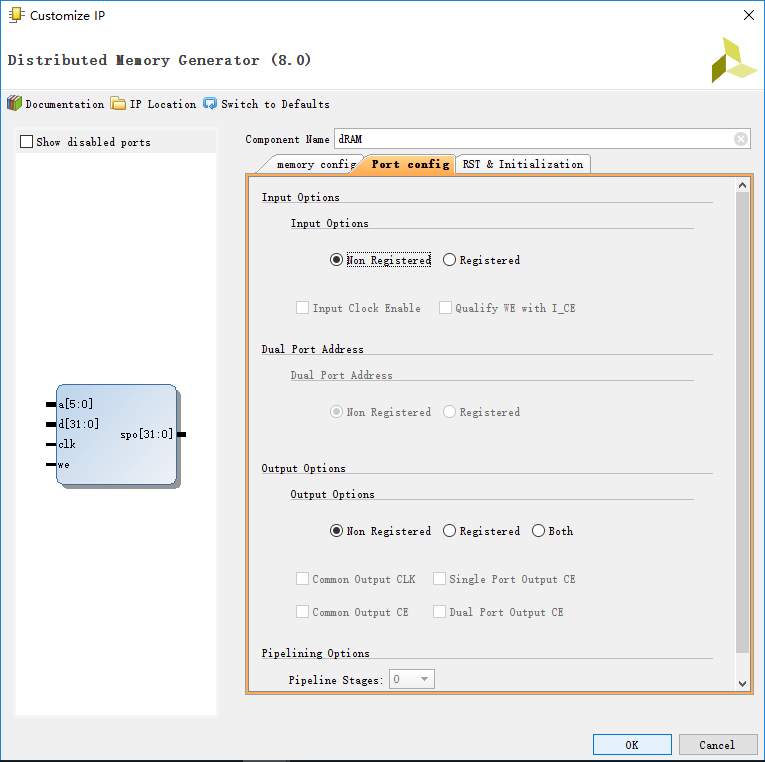 Customize IP
Distributed Memory Generator (8.0)
Documentation IP Location Switch to Defaults
Show disabled ports
Component Name dRAM
memory config Port config RST & Initialization
Input Options
Input Options
Non Registered Registered
Input Clock Enable Qualify WE with I_CE
Dual Port Address
Dual Port Address
Non Registered Registered
a[5:0]
d[31:0]
spo[31:0]
clk
we
Output Options
Output Options
Non Registered Registered Both
Common Output CLK Single Port Output CE
Common Output CE Dual Port Output CE
Pipelining Options
Pipeline Stages: 0
OK Cancel